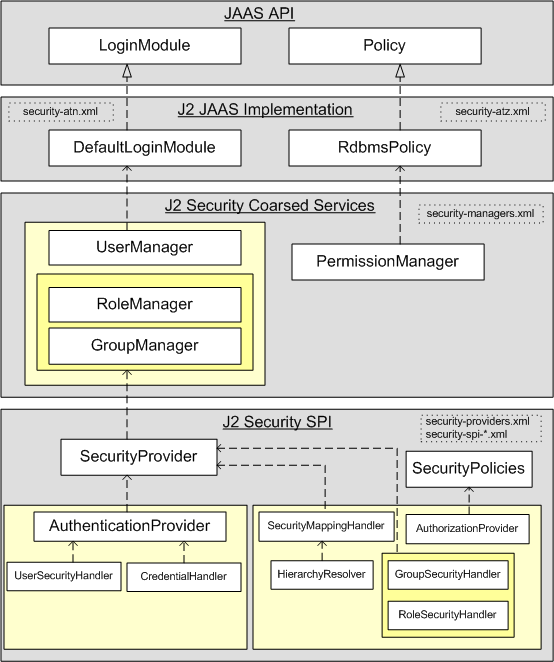 JAAS API
LoginModule
Policy
J2 JAAS Implementation
security-atn.xml
security-atz.xml
DefaultLoginModule
RdbmsPolicy
J2 Security Coarsed Services
security-managers.xml
UserManager
PermissionManager
RoleManager
GroupManager
J2 Security SPI
security-providers.xml
security-spi-*.xml
SecurityProvider
SecurityPolicies
AuthenticationProvider
SecurityMappingHandler
AuthorizationProvider
UserSecurityHandler
CredentialHandler
HierarchyResolver
GroupSecurityHandler
RoleSecurityHandler